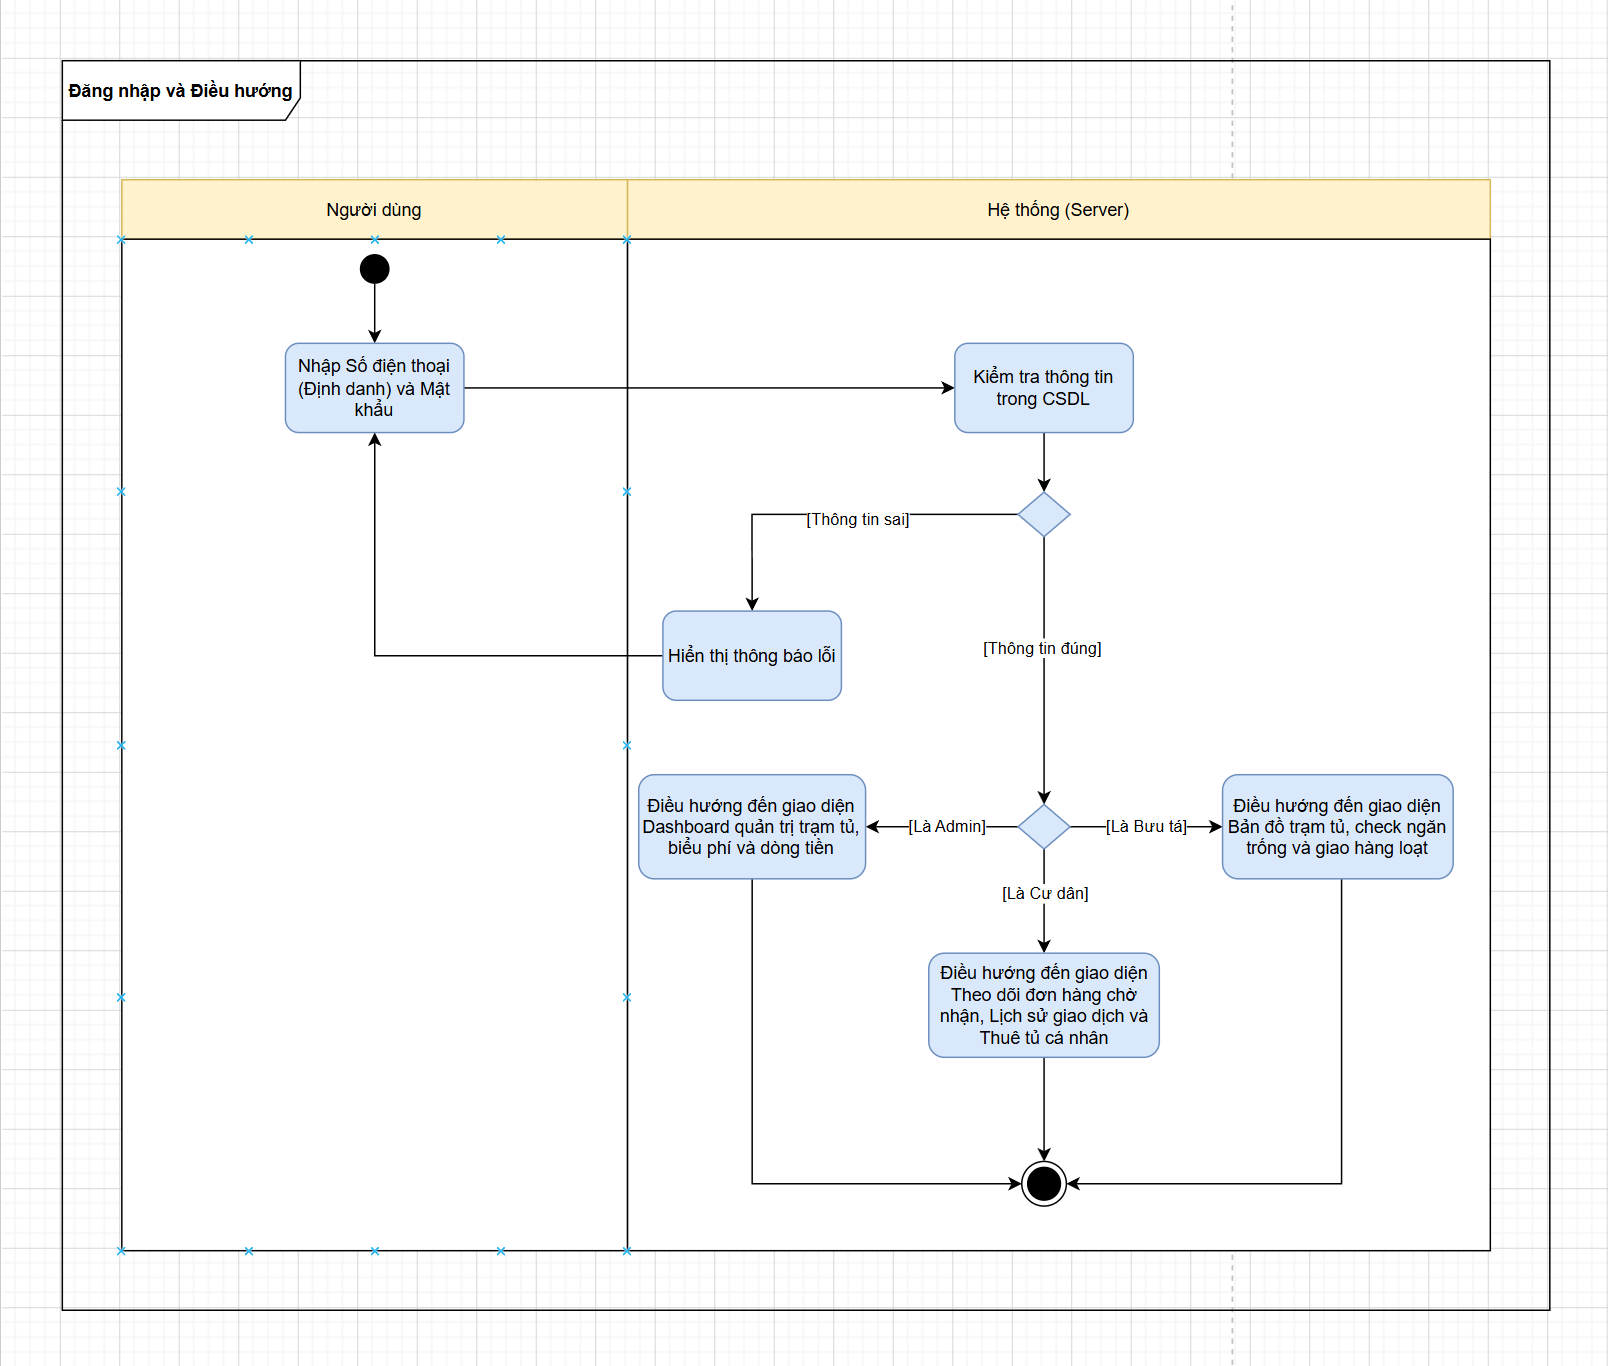 Đăng nhập và Điều hướng
Người dùng
Hệ thống (Server)
Nhập Số điện thoại
(Định danh) và Mật
khẩu
Kiểm tra thông tin
trong CSDL
[Thông tin sai]
Hiển thị thông báo lỗi
[Thông tin đúng]
Điều hướng đến giao diện
Dashboard quản trị trạm tủ,
biểu phí và dòng tiền
[Là Admin]
[Là Bưu tá]
Điều hướng đến giao diện
Bản đồ trạm tủ, check ngăn
trống và giao hàng loạt
[Là Cư dân]
Điều hướng đến giao diện
Theo dõi đơn hàng chờ
nhận, Lịch sử giao dịch và
Thuê tủ cá nhân